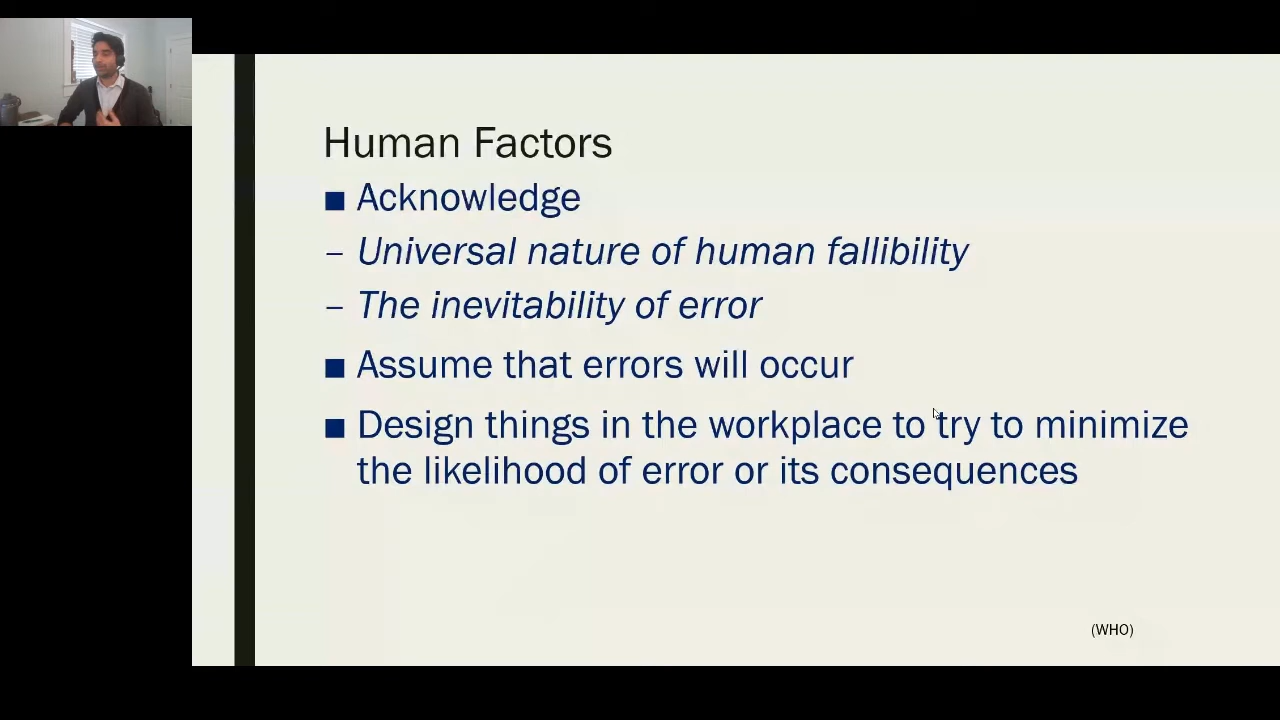 Human Factors
■ Acknowledge
– Universal nature of human fallibility
– The inevitability of error
■ Assume that errors will occur
■ Design things in the workplace to try to minimize
the likelihood of error or its consequences
(WHO)